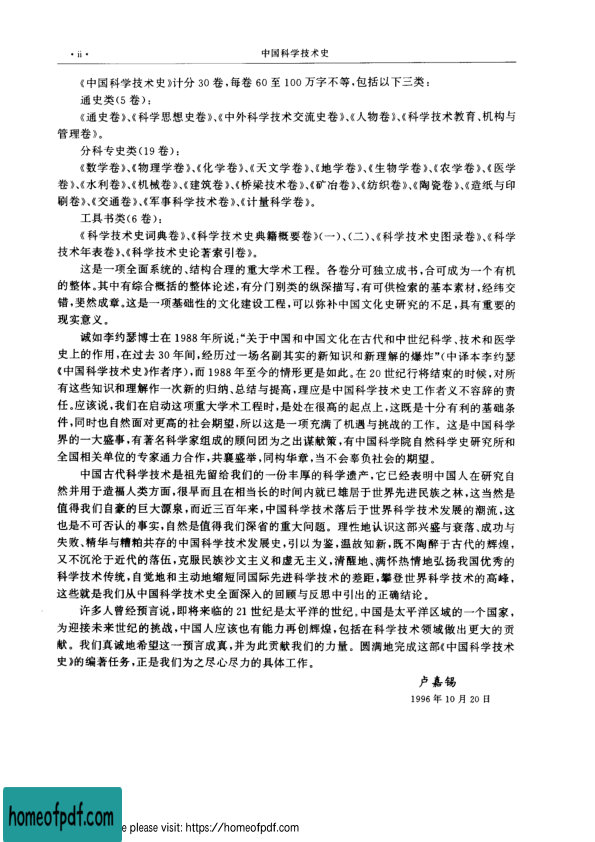 · ii ·
中国科学技术史
《中国科学技术史》计分 30 卷,每卷 60 至 100 万字不等,包括以下三类:
通史类(5 卷):
《通史卷》、《科学思想史卷》、《中外科学技术交流史卷》、《人物卷》、《科学技术教育、机构与
管理卷》。
分科专史类(19 卷):
《数学卷》、《物理学卷》、《化学卷》、《天文学卷》、《地学卷》、《生物学卷》、《农学卷》、《医学
卷》、《水利卷》、《机械卷》、《建筑卷》、《桥梁技术卷》、《矿冶卷》、《纺织卷》、《陶瓷卷》、《造纸与印
刷卷》、《交通卷》、《军事科学技术卷》、《计量科学卷》。
工具书类(6 卷):
《科学技术史词典卷》、《科学技术史典籍概要卷》(一)、(二)、《科学技术史图录卷》、《科学
技术年表卷》、《科学技术史论著索引卷》。
这是一项全面系统的、结构合理的重大学术工程。各卷分可独立成书,合可成为一个有机
的整体。其中有综合概括的整体论述,有分门别类的纵深描写,有可供检索的基本素材,经纬交
错,斐然成章。这是一项基础性的文化建设工程,可以弥补中国文化史研究的不足,具有重要的
现实意义。
诚如李约瑟博士在 1988 年所说:“关于中国和中国文化在古代和中世纪科学、技术和医学
史上的作用,在过去 30 年间,经历过一场名副其实的新知识和新理解的爆炸”(中译本李约瑟
《中国科学技术史》作者序),而 1988 年至今的情形更是如此。在 20 世纪行将结束的时候,对所
有这些知识和理解作一次新的归纳、总结与提高,理应是中国科学技术史工作者义不容辞的责
任。应该说,我们在启动这项重大学术工程时,是处在很高的起点上,这既是十分有利的基础条
件,同时也自然面对更高的社会期望,所以这是一项充满了机遇与挑战的工作。这是中国科学
界的一大盛事,有著名科学家组成的顾问团为之出谋献策,有中国科学院自然科学史研究所和
全国相关单位的专家通力合作,共襄盛举,同构华章,当不会辜负社会的期望。
中国古代科学技术是祖先留给我们的一份丰厚的科学遗产,它已经表明中国人在研究自
然并用于造福人类方面,很早而且在相当长的时间内就已雄居于世界先进民族之林,这当然是
值得我们自豪的巨大源泉,而近三百年来,中国科学技术落后于世界科学技术发展的潮流,这
也是不可否认的事实,自然是值得我们深省的重大问题。理性地认识这部兴盛与衰落、成功与
失败、精华与糟粕共存的中国科学技术发展史,引以为鉴,温故知新,既不陶醉于古代的辉煌,
又不沉沦于近代的落伍,克服民族沙文主义和虚无主义,清醒地、满怀热情地弘扬我国优秀的
科学技术传统,自觉地和主动地缩短同国际先进科学技术的差距,攀登世界科学技术的高峰,
这些就是我们从中国科学技术史全面深入的回顾与反思中引出的正确结论。
许多人曾经预言说,即将来临的 21 世纪是太平洋的世纪。中国是太平洋区域的一个国家,
为迎接未来世纪的挑战,中国人应该也有能力再创辉煌,包括在科学技术领域做出更大的贡
献。我们真诚地希望这一预言成真,并为此贡献我们的力量。圆满地完成这部《中国科学技术
史》的编著任务,正是我们为之尽心尽力的具体工作。
卢嘉锡
1996 年 10 月 20 日
homeofpdf.com
e please visit: https://homeofpdf.com